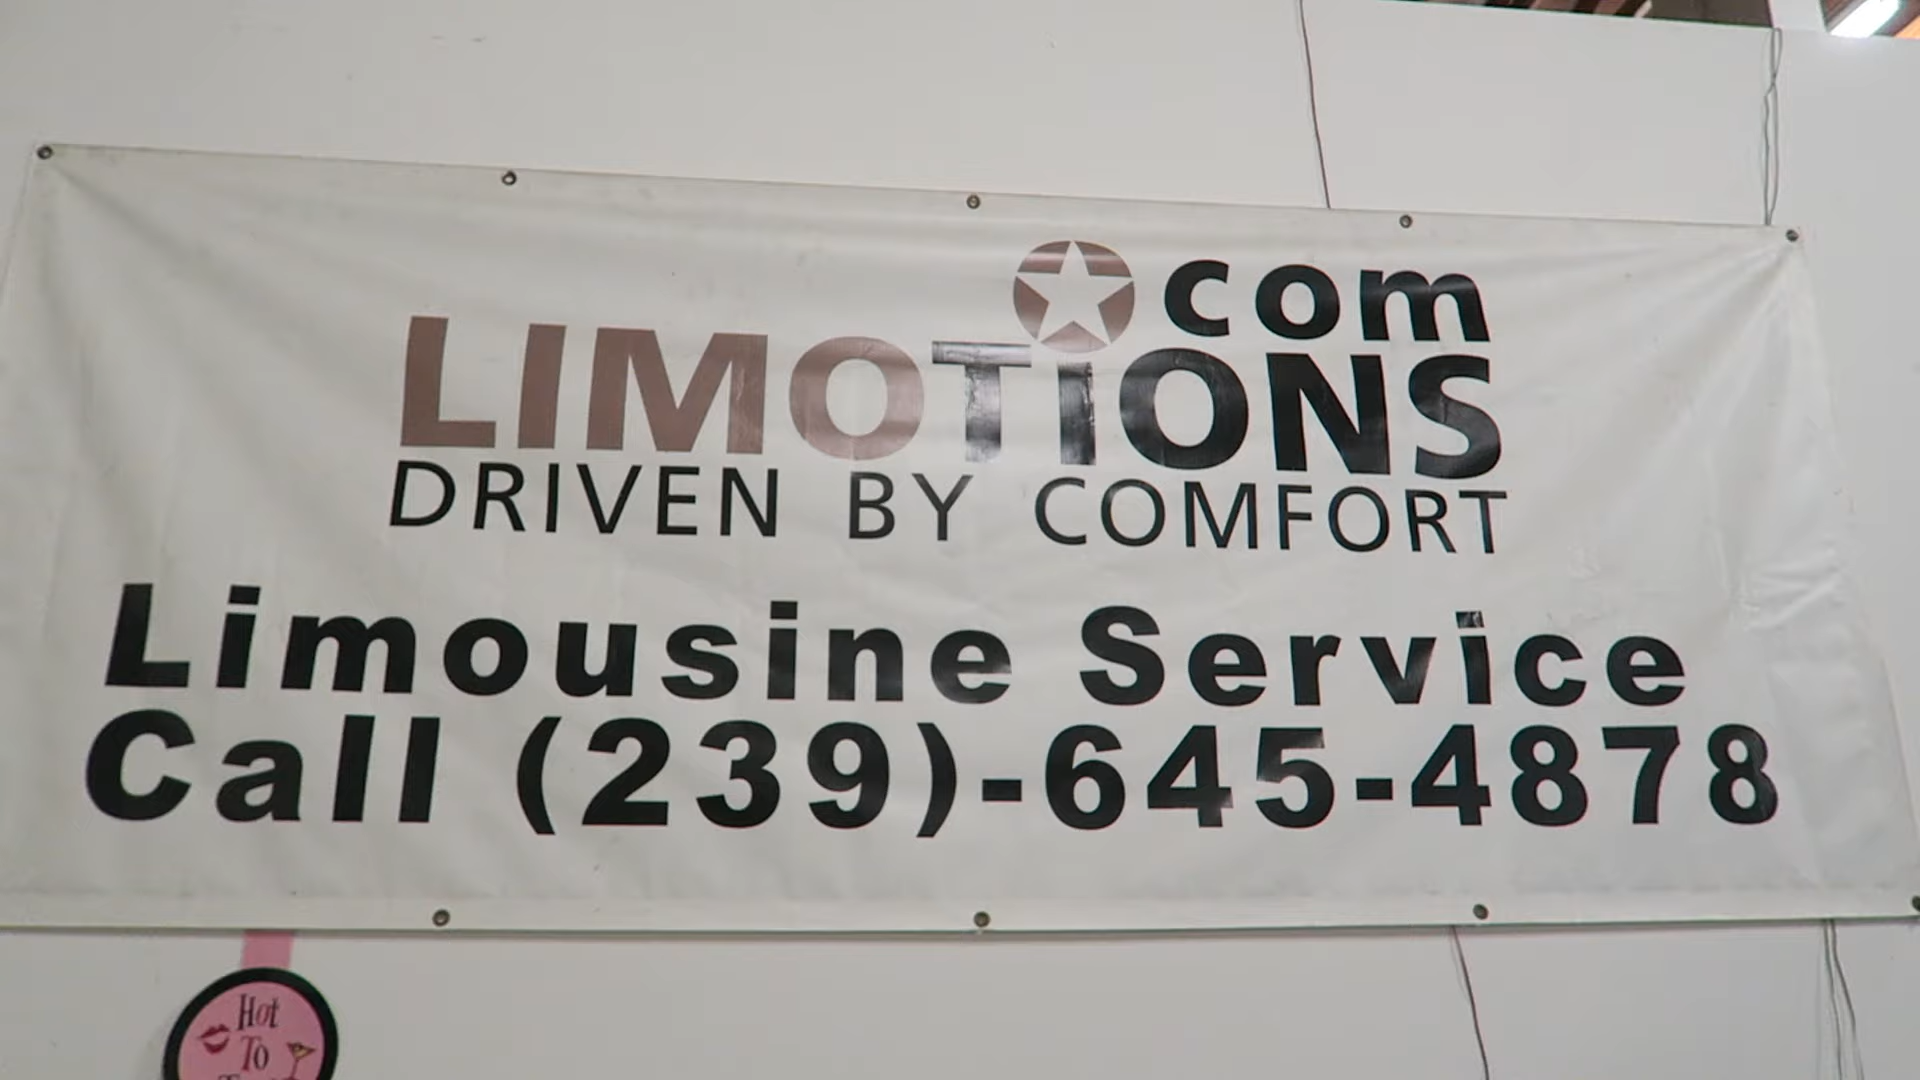 com
LIMOTIONS
DRIVEN BY COMFORT
Limousine Service
Call (239)-645-4878
Hot
To